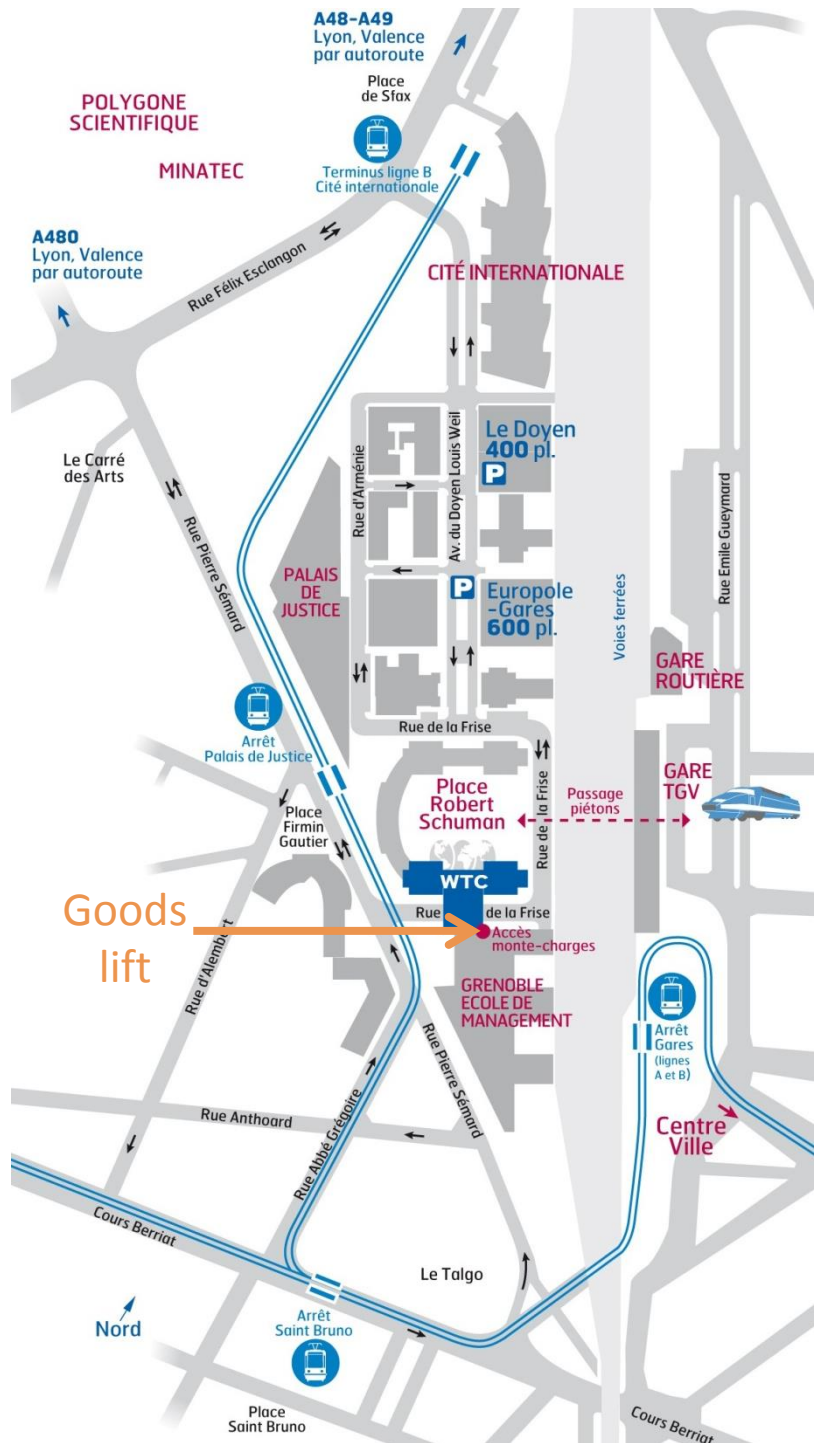 A48-A49
Lyon, Valence
par autoroute
Place
de Sfax
POLYGONE
SCIENTIFIQUE
MINATEC
Terminus ligne B
Cité internationale
A480
Lyon, Valence
par autoroute
Rue Félix Esclangon
CITÉ INTERNATIONALE
Le Carré
des Arts
Rue Pierre Sémard
Rue d'Arménie
Av. du Doyen Louis Weil
Le Doyen
400 pl.
P
Rue Emile Gueymard
PALAIS
DE
JUSTICE
P
Europole
-Gares
600 pl.
Voies ferrées
GARE
ROUTIÈRE
Arrêt
Palais de Justice
Rue de la Frise
Place
Robert
Schuman
Rue de la Frise
Passage
piétons
GARE
TGV
Place
Firmin
Gautier
WTC
Goods
lift
Rue de la Frise
Accès
monte-charges
Rue d'Alembert
GRENOBLE
ECOLE DE
MANAGEMENT
Arrêt
Gares
(lignes
A et B)
Rue Pierre Sémard
Rue Anthoard
Rue Abbé Grégoire
Centre
Ville
Cours Berriat
Le Talgo
Nord
Arrêt
Saint Bruno
Place
Saint Bruno
Cours Berriat